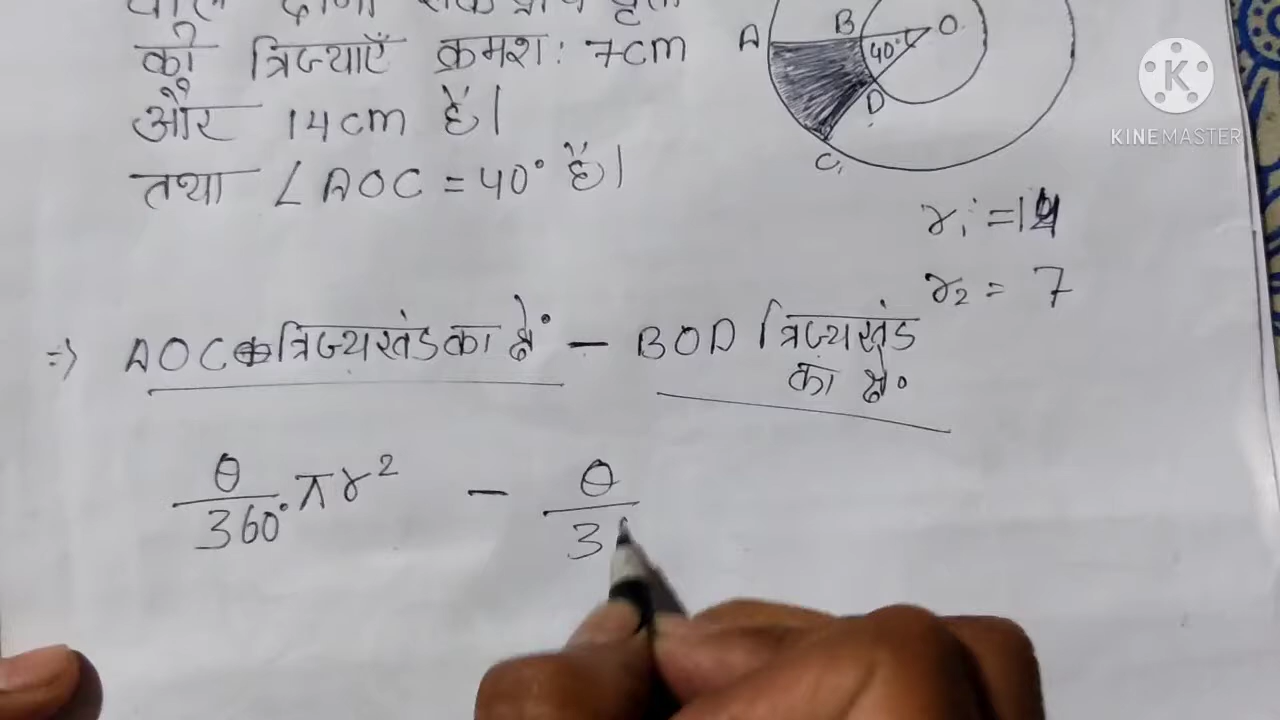 की त्रिज्याएँ क्रमश: 7cm
और 14cm हैं।
तथा ∠AOC = 40° है।
A B O
40°
D
C
K
KINEMASTER
r₁ = 14
r₂ = 7
=> AOC त्रिज्यखंड का क्षे० — BOD त्रिज्यखंड
का क्षे०
θ/360° πr² — θ/3